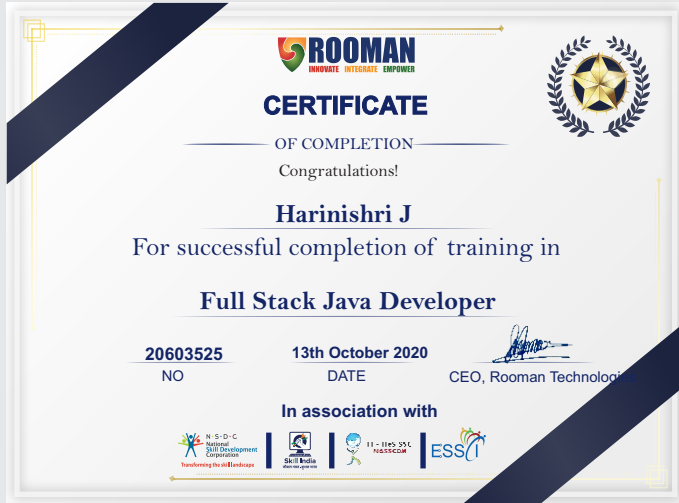 ROOMAN
INNOVATE INTEGRATE EMPOWER
CERTIFICATE
OF COMPLETION
Congratulations!
Harinishri J
For successful completion of training in
Full Stack Java Developer
20603525 13th October 2020
NO DATE CEO, Rooman Technologi
In association with
N·S·D·C
National
Skill Development
Corporation
Transforming the skill landscape
Skill India
IT - ITeS SSC
NASSCOM
ESSCI